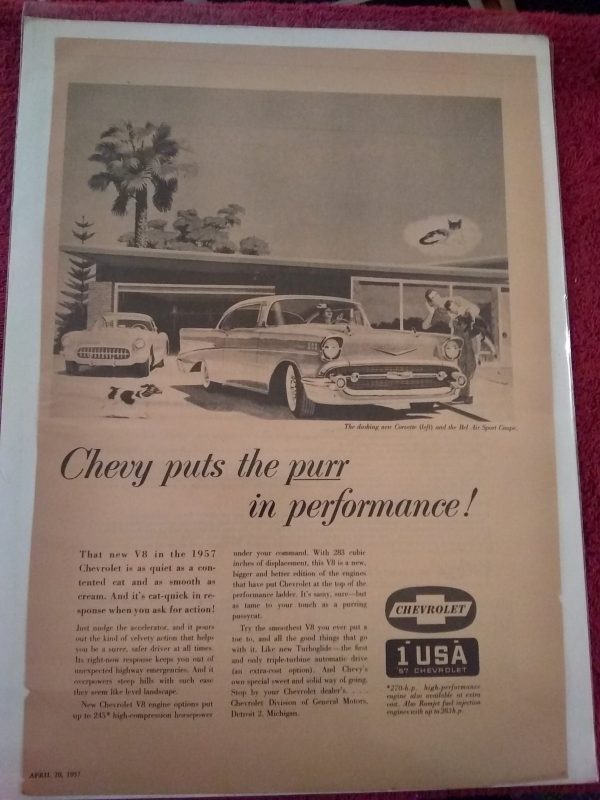 The dashing new Corvette (left) and the Bel Air Sport Coupe.
Chevy puts the purr
in performance!
That new V8 in the 1957
Chevrolet is as quiet as a con-
tented cat and as smooth as
cream. And it's cat-quick in re-
sponse when you ask for action!
Just nudge the accelerator, and it pours
out the kind of velvety action that helps
you be a surer, safer driver at all times.
Its right-now response keeps you out of
unexpected highway emergencies. And it
overpowers steep hills with such ease
they seem like level landscape.
New Chevrolet V8 engine options put
up to 245* high-compression horsepower
under your command. With 283 cubic
inches of displacement, this V8 is a new,
bigger and better edition of the engines
that have put Chevrolet at the top of the
performance ladder. It's sassy, sure—but
as tame to your touch as a purring
pussycat.
Try the smoothest V8 you ever put a
toe to, and all the good things that go
with it. Like new Turboglide—the first
and only triple-turbine automatic drive
(an extra-cost option). And Chevy's
own special sweet and solid way of going.
Stop by your Chevrolet dealer's. . . .
Chevrolet Division of General Motors,
Detroit 2, Michigan.
CHEVROLET
1 USA
'57 CHEVROLET
*270-h.p. high-performance
engine also available at extra
cost. Also Ramjet fuel injection
engines with up to 283 h.p.
APRIL 20, 1957